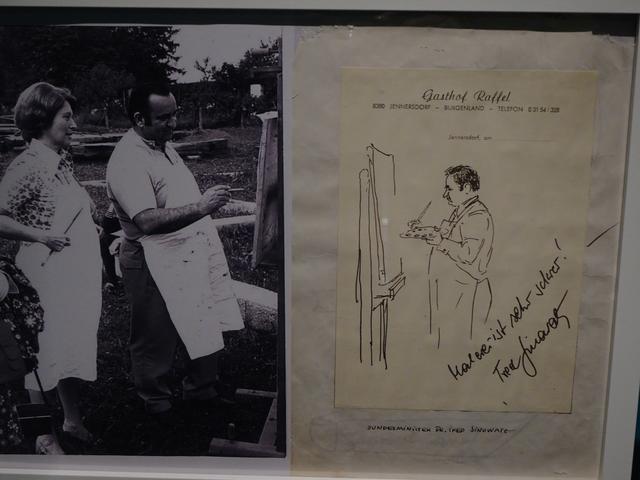 Gasthof Raffel
8380 JENNERSDORF – BURGENLAND – TELEFON 0 31 54 / 328
Jennersdorf, am
Malerei ist sehr schwer!
Fred Sinowatz
BUNDESMINISTER DR. FRED SINOWATZ